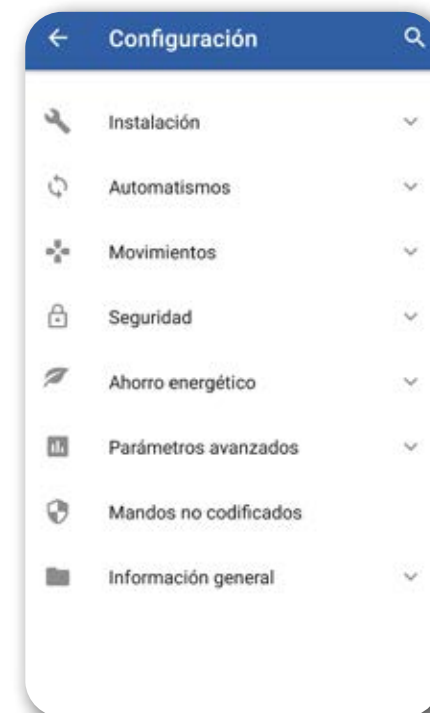 Configuración
Instalación
Automatismos
Movimientos
Seguridad
Ahorro energético
Parámetros avanzados
Mandos no codificados
Información general